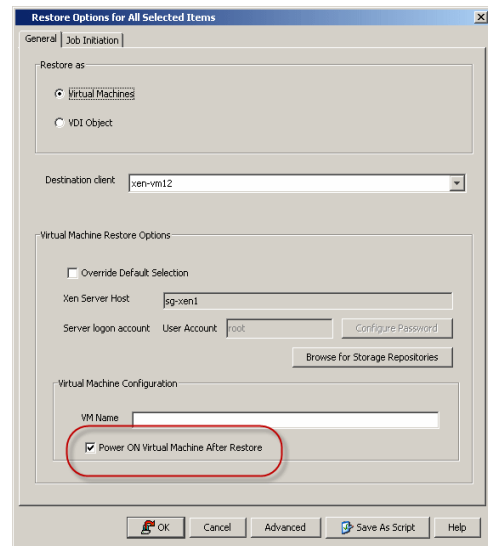 Restore Options for All Selected Items
General
Job Initiation
Restore as
Virtual Machines
VDI Object
Destination client
xen-vm12
Virtual Machine Restore Options
Override Default Selection
Xen Server Host
sg-xen1
Server logon account User Account root Configure Password
Browse for Storage Repositories
Virtual Machine Configuration
VM Name
Power ON Virtual Machine After Restore
OK Cancel Advanced Save As Script Help